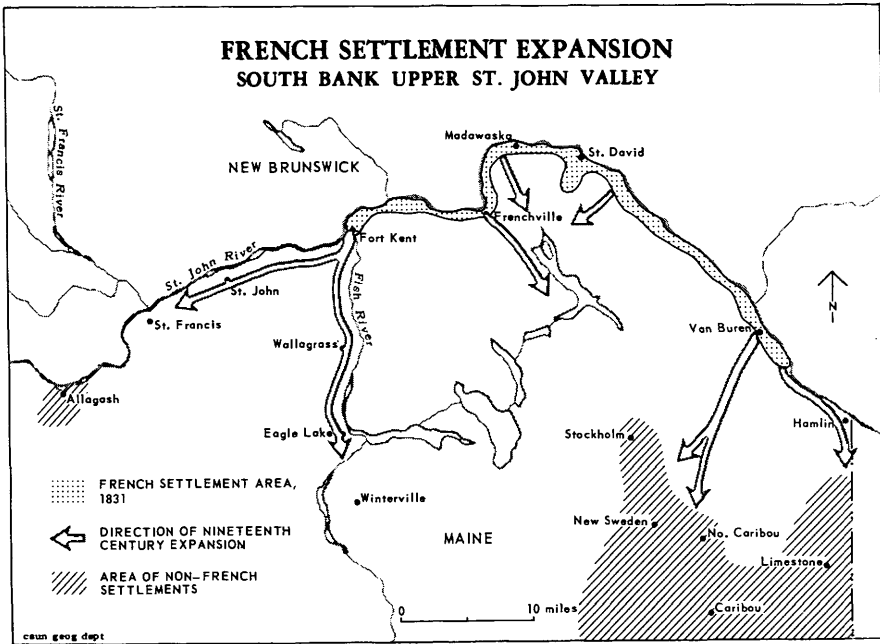 FRENCH SETTLEMENT EXPANSION
SOUTH BANK UPPER ST. JOHN VALLEY
St. Francis River
NEW BRUNSWICK
Madawaska
St. David
Frenchville
Fort Kent
St. John River
St. John
St. Francis
Fish River
N
Van Buren
Wallagrass
Allagash
Eagle Lake
Hamlin
Stockholm
FRENCH SETTLEMENT AREA,
1831
Winterville
DIRECTION OF NINETEENTH
CENTURY EXPANSION
MAINE
New Sweden
No. Caribou
Limestone
AREA OF NON-FRENCH
SETTLEMENTS
0 10 miles
Caribou
csun geog dept